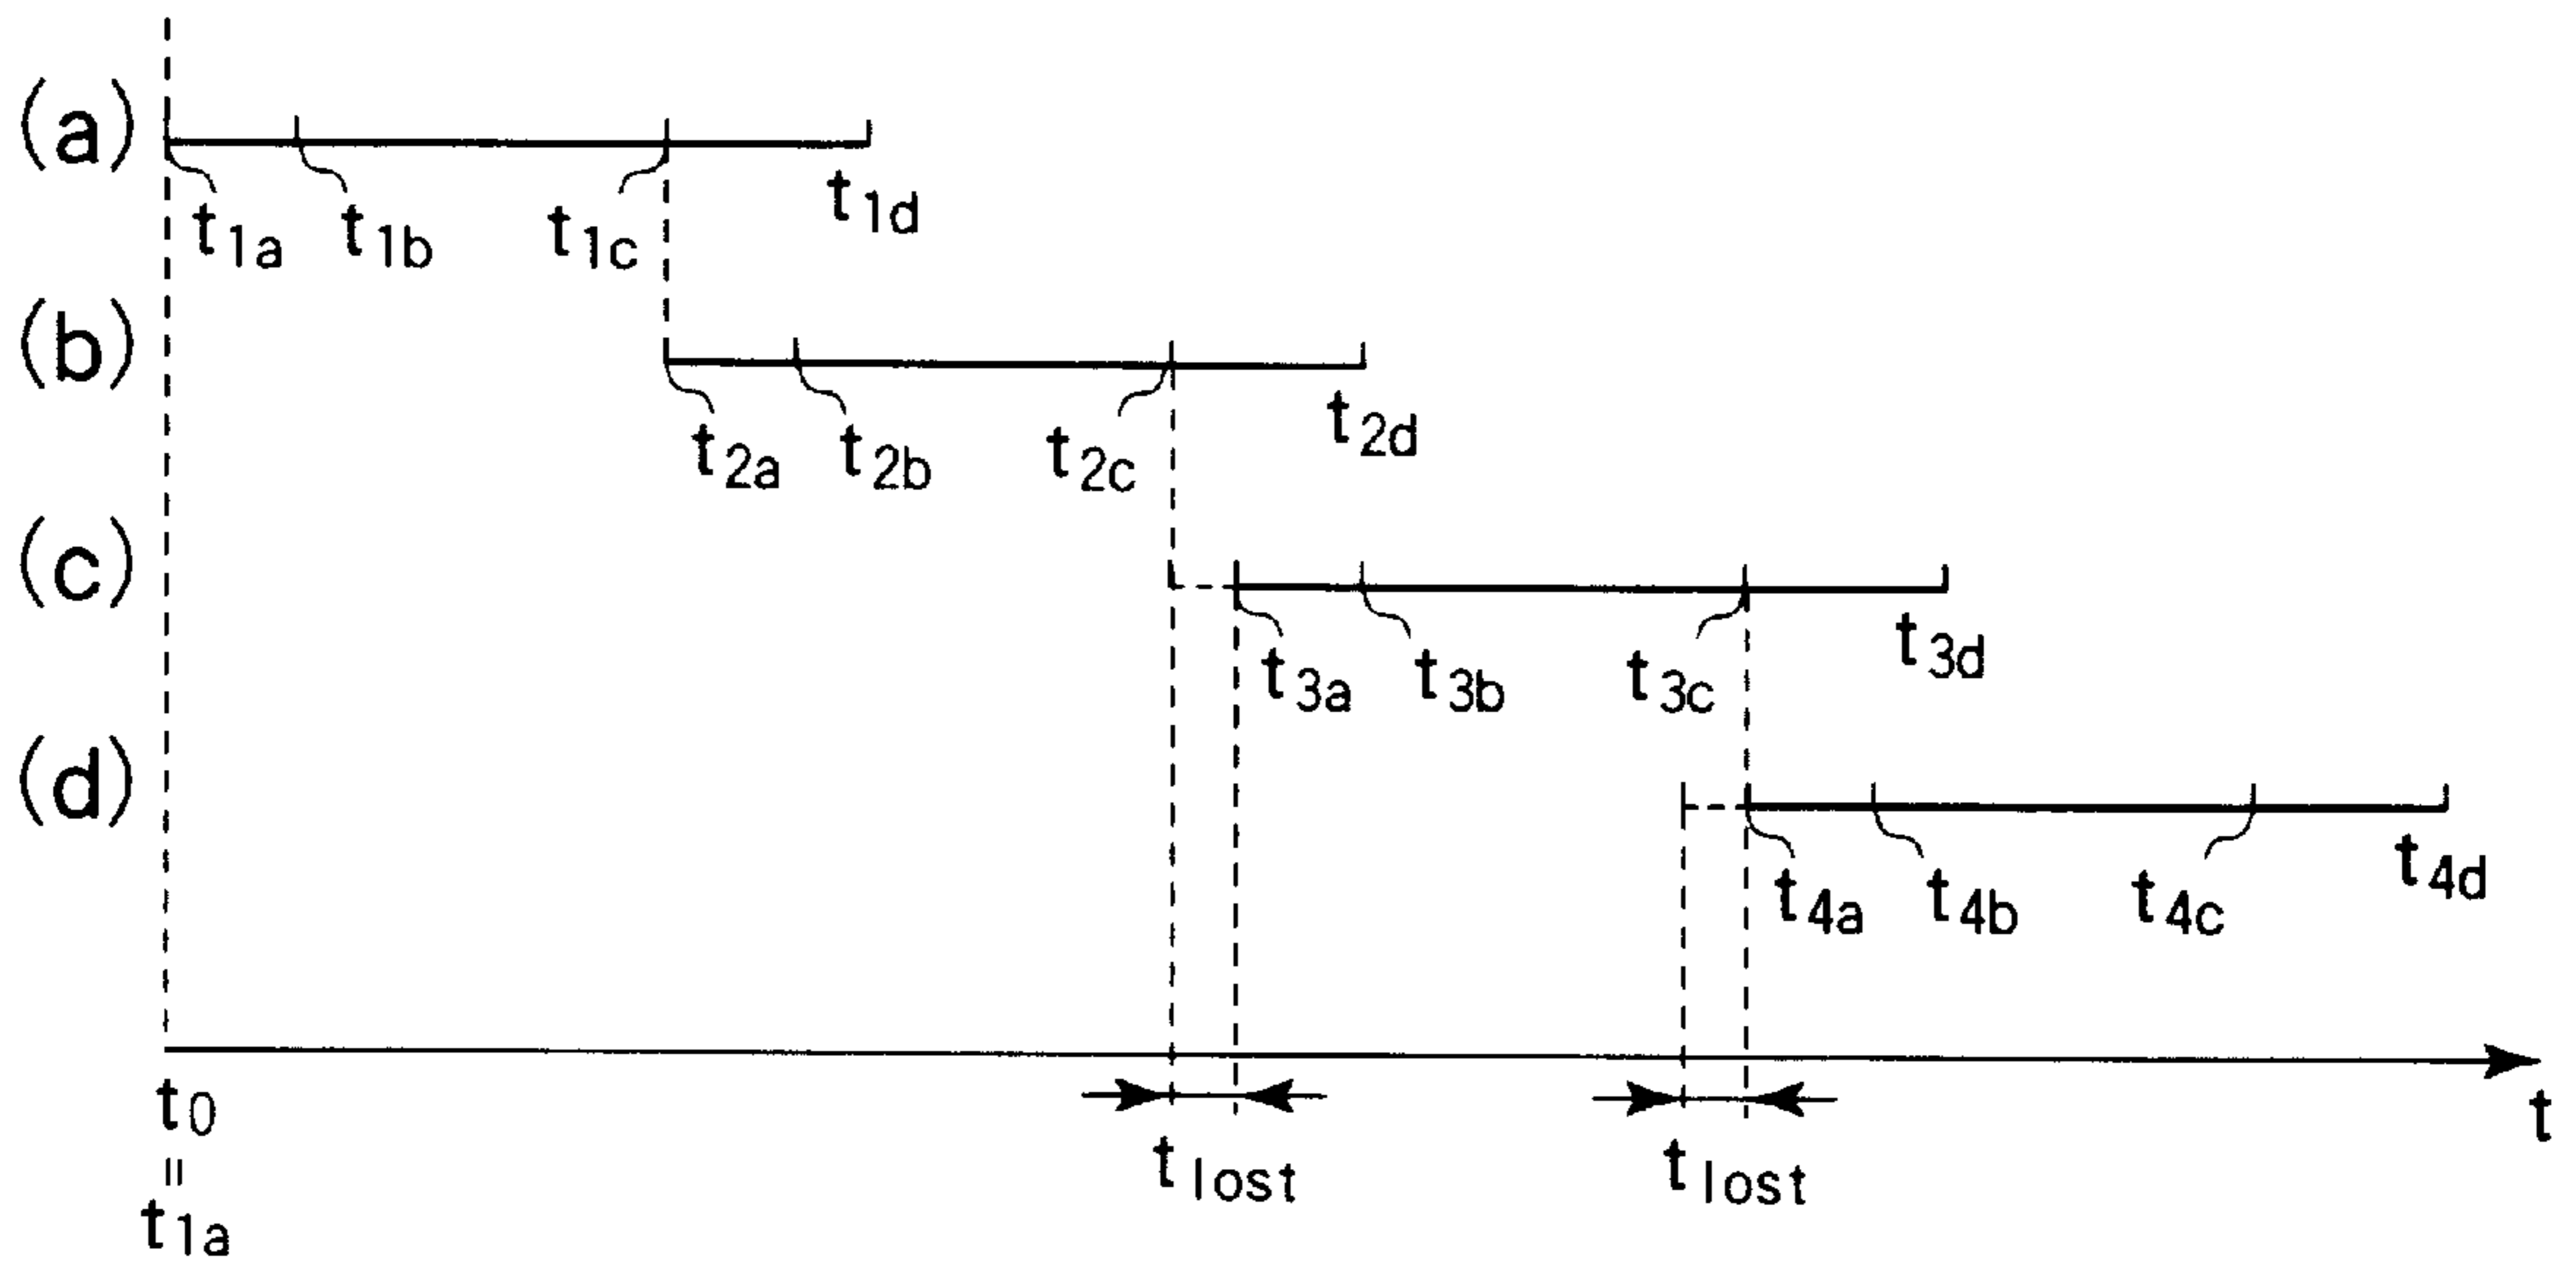 (a)
t1a t1b t1c t1d
(b)
t2a t2b t2c t2d
(c)
t3a t3b t3c t3d
(d)
t4a t4b t4c t4d
t0
=
t1a
tlost tlost t